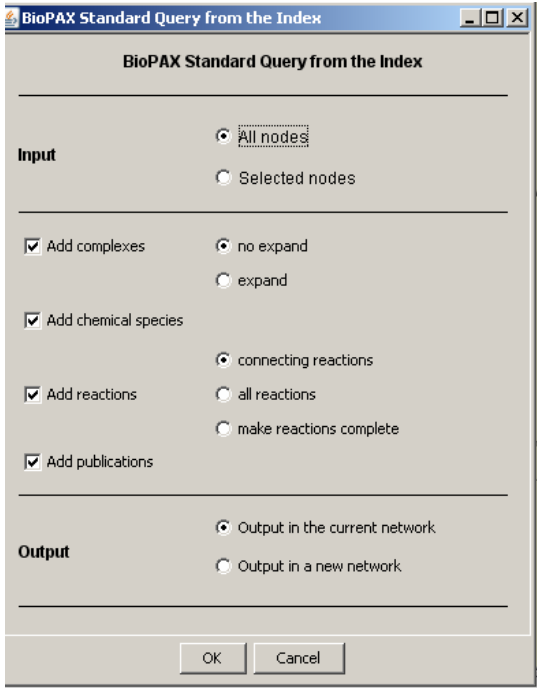 BioPAX Standard Query from the Index
BioPAX Standard Query from the Index
All nodes
Input
Selected nodes
Add complexes
no expand
expand
Add chemical species
connecting reactions
Add reactions
all reactions
make reactions complete
Add publications
Output in the current network
Output
Output in a new network
OK
Cancel